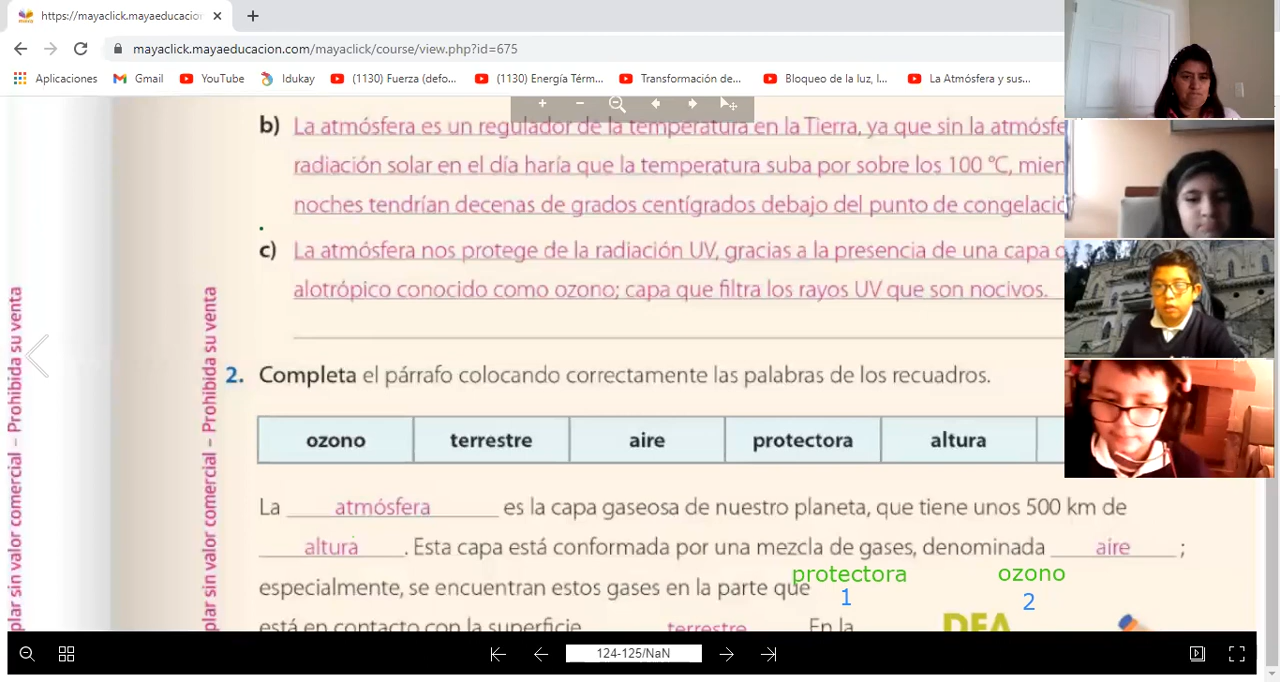 https://mayaclick.mayaeducacion
mayaclick.mayaeducacion.com/mayaclick/course/view.php?id=675
Aplicaciones Gmail YouTube Idukay (1130) Fuerza (defo... (1130) Energía Térm... Transformación de... Bloqueo de la luz, l... La Atmósfera y sus...
b) La atmósfera es un regulador de la temperatura en la Tierra, ya que sin la atmósfe
radiación solar en el día haría que la temperatura suba por sobre los 100 °C, mien
noches tendrían decenas de grados centígrados debajo del punto de congelació
c) La atmósfera nos protege de la radiación UV, gracias a la presencia de una capa
alotrópico conocido como ozono; capa que filtra los rayos UV que son nocivos.
plar sin valor comercial – Prohibida su venta
plar sin valor comercial – Prohibida su venta
2. Completa el párrafo colocando correctamente las palabras de los recuadros.
ozono terrestre aire protectora altura
La atmósfera es la capa gaseosa de nuestro planeta, que tiene unos 500 km de
altura. Esta capa está conformada por una mezcla de gases, denominada aire;
protectora ozono
especialmente, se encuentran estos gases en la parte que
1 2
está en contacto con la superficie terrestre. En la
124-125/NaN